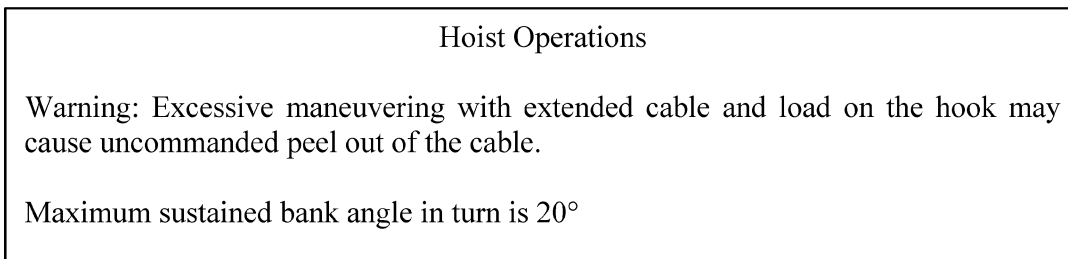 Hoist Operations
Warning: Excessive maneuvering with extended cable and load on the hook may
cause uncommanded peel out of the cable.
Maximum sustained bank angle in turn is 20°